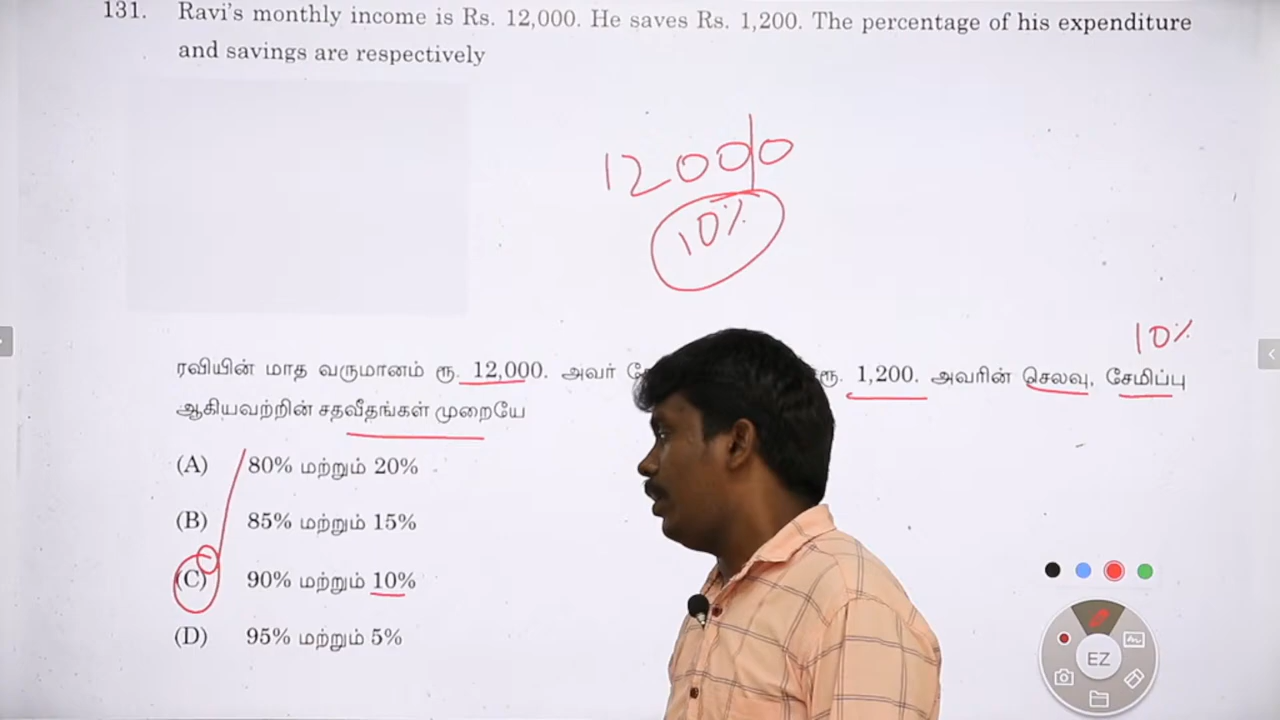 131. Ravi's monthly income is Rs. 12,000. He saves Rs. 1,200. The percentage of his expenditure
and savings are respectively
12000
10%
10%
ரவியின் மாத வருமானம் ரூ. 12,000. அவர் ரூ. 1,200. அவரின் செலவு, சேமிப்பு
ஆகியவற்றின் சதவீதங்கள் முறையே
(A) 80% மற்றும் 20%
(B) 85% மற்றும் 15%
(C) 90% மற்றும் 10%
(D) 95% மற்றும் 5%
EZ